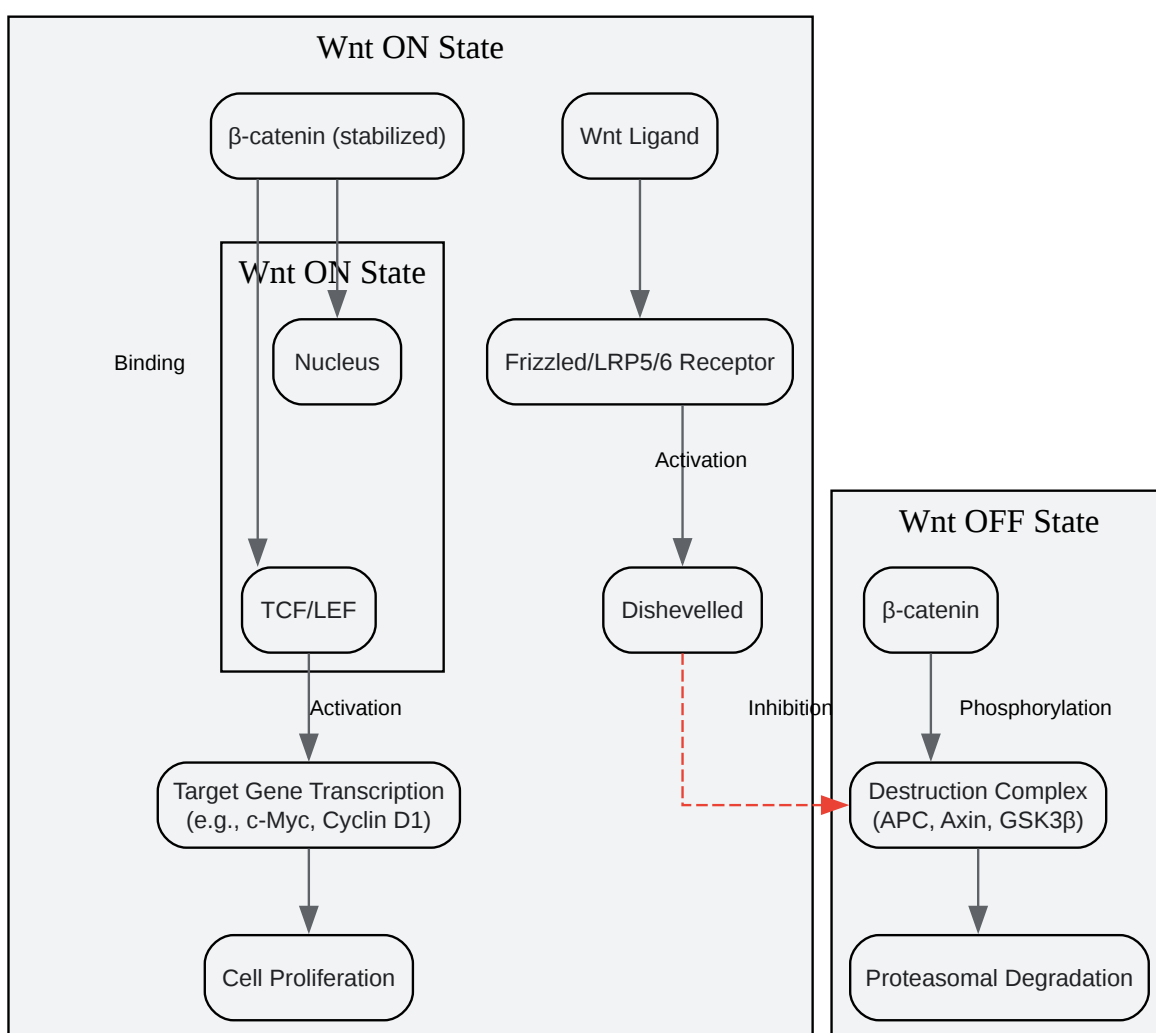 Wnt ON State
β-catenin (stabilized)
Wnt Ligand
Wnt ON State
Nucleus
Frizzled/LRP5/6 Receptor
Binding
Activation
Wnt OFF State
TCF/LEF
Dishevelled
β-catenin
Activation
Inhibition
Phosphorylation
Target Gene Transcription
(e.g., c-Myc, Cyclin D1)
Destruction Complex
(APC, Axin, GSK3β)
Cell Proliferation
Proteasomal Degradation